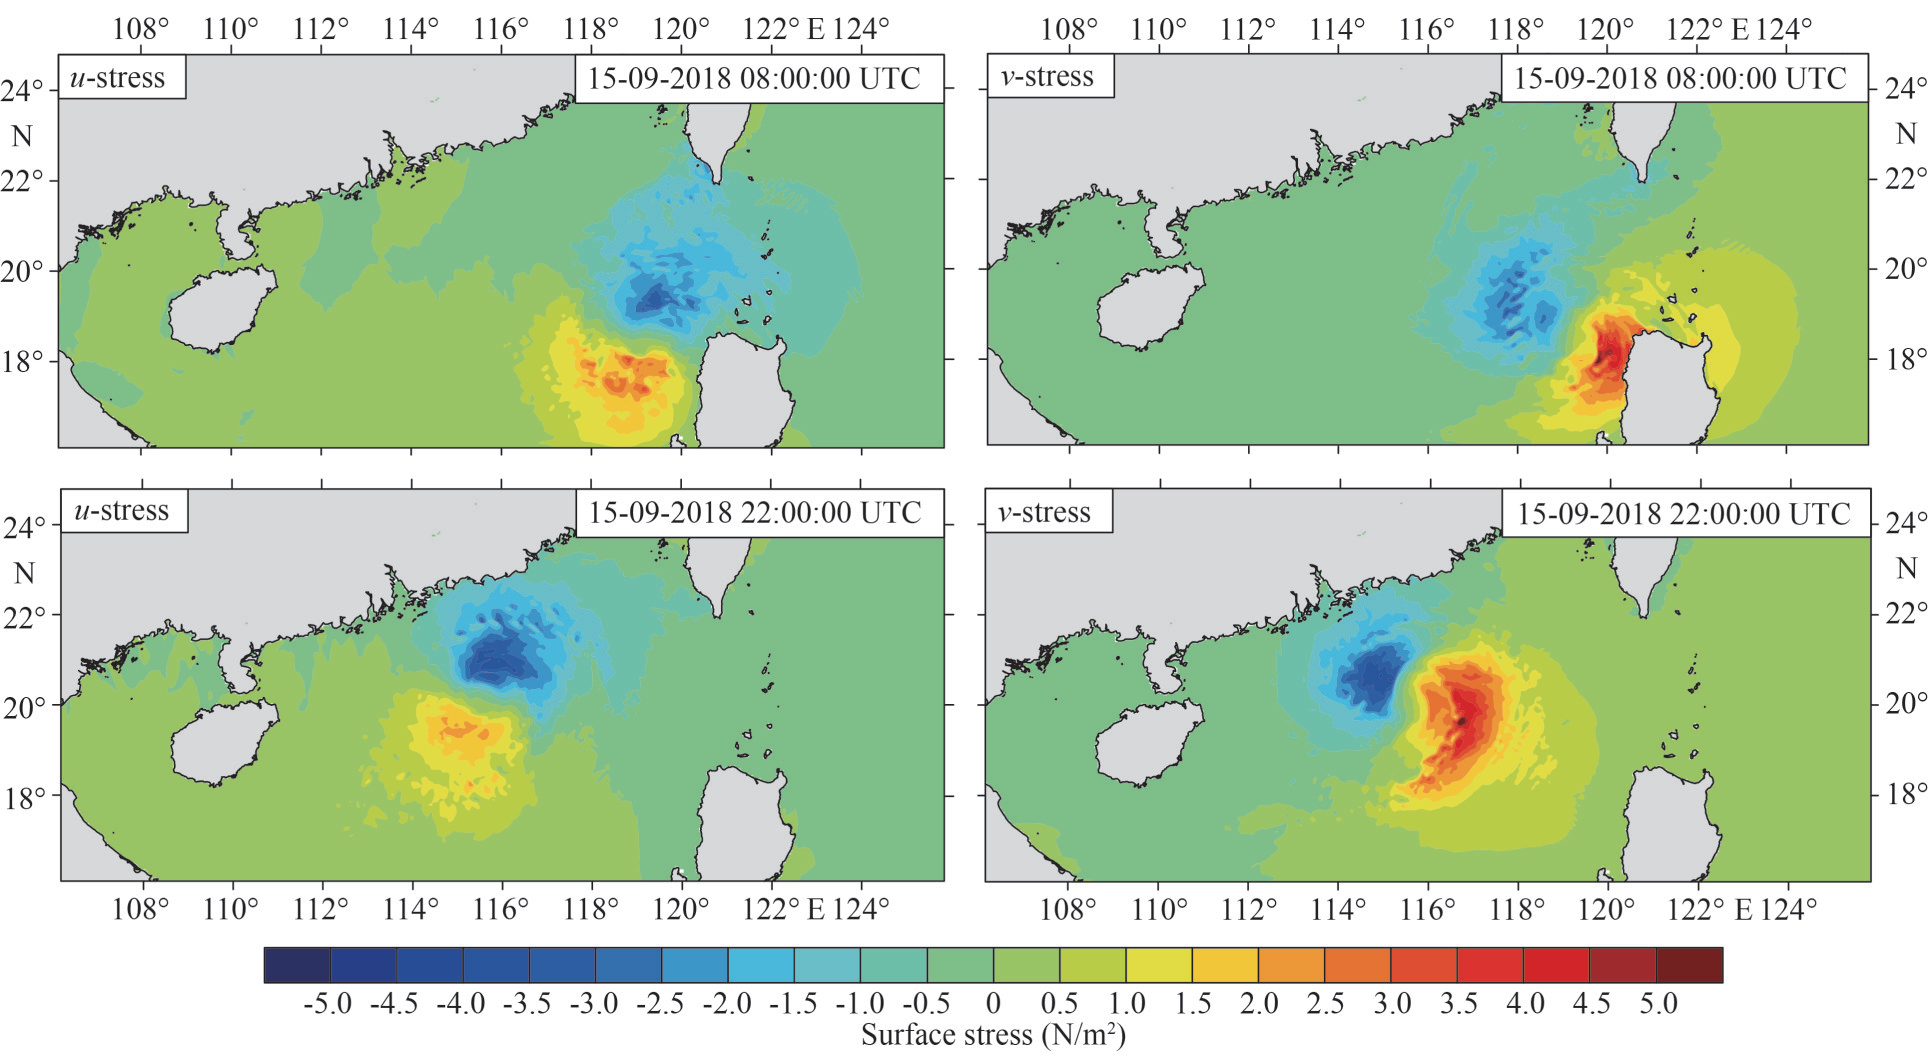 108° 110° 112° 114° 116° 118° 120° 122° E 124°
108° 110° 112° 114° 116° 118° 120° 122° E 124°
u-stress
15-09-2018 08:00:00 UTC
v-stress
15-09-2018 08:00:00 UTC
24°
24°
N
N
22°
22°
20°
20°
18°
18°
u-stress
15-09-2018 22:00:00 UTC
v-stress
15-09-2018 22:00:00 UTC
24°
24°
N
N
22°
22°
20°
20°
18°
18°
108° 110° 112° 114° 116° 118° 120° 122° E 124°
108° 110° 112° 114° 116° 118° 120° 122° E 124°
-5.0 -4.5 -4.0 -3.5 -3.0 -2.5 -2.0 -1.5 -1.0 -0.5 0 0.5 1.0 1.5 2.0 2.5 3.0 3.5 4.0 4.5 5.0
Surface stress (N/m²)